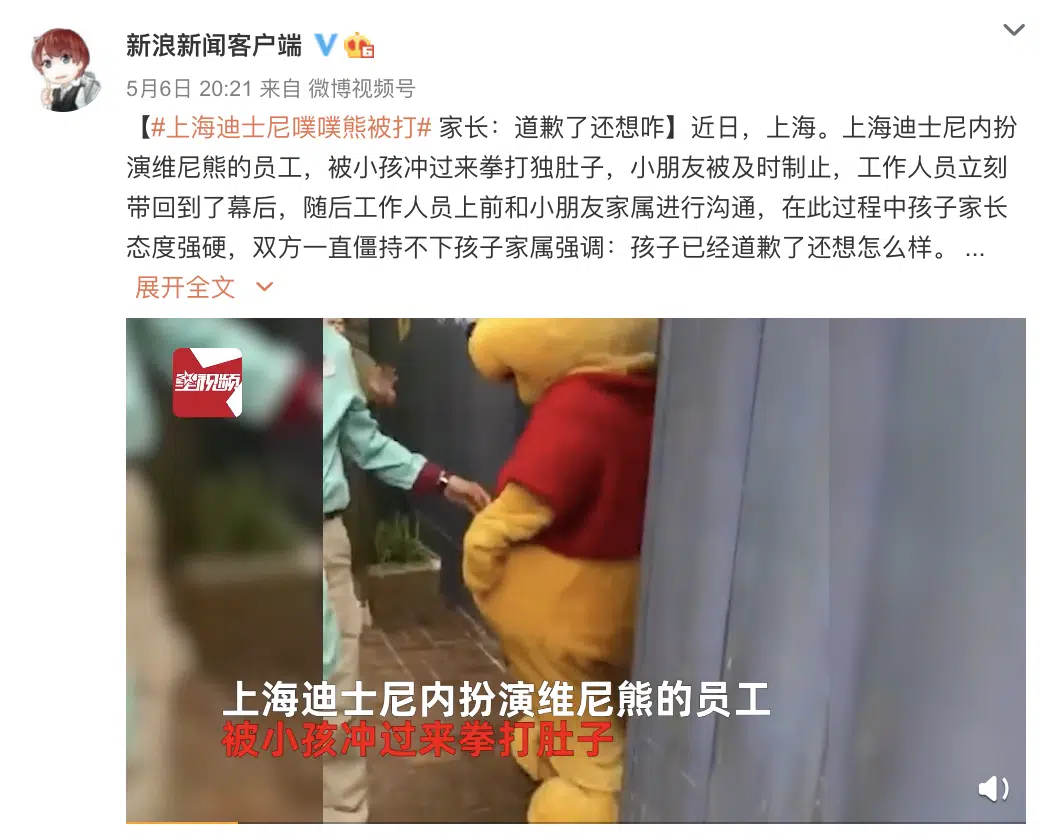 新浪新闻客户端
5月6日 20:21 来自 微博视频号
【#上海迪士尼噗噗熊被打# 家长：道歉了还想咋】近日，上海。上海迪士尼内扮
演维尼熊的员工，被小孩冲过来拳打独肚子，小朋友被及时制止，工作人员立刻
带回到了幕后，随后工作人员上前和小朋友家属进行沟通，在此过程中孩子家长
态度强硬，双方一直僵持不下孩子家属强调：孩子已经道歉了还想怎么样。 ...
展开全文
星视频
上海迪士尼内扮演维尼熊的员工
被小孩冲过来拳打肚子